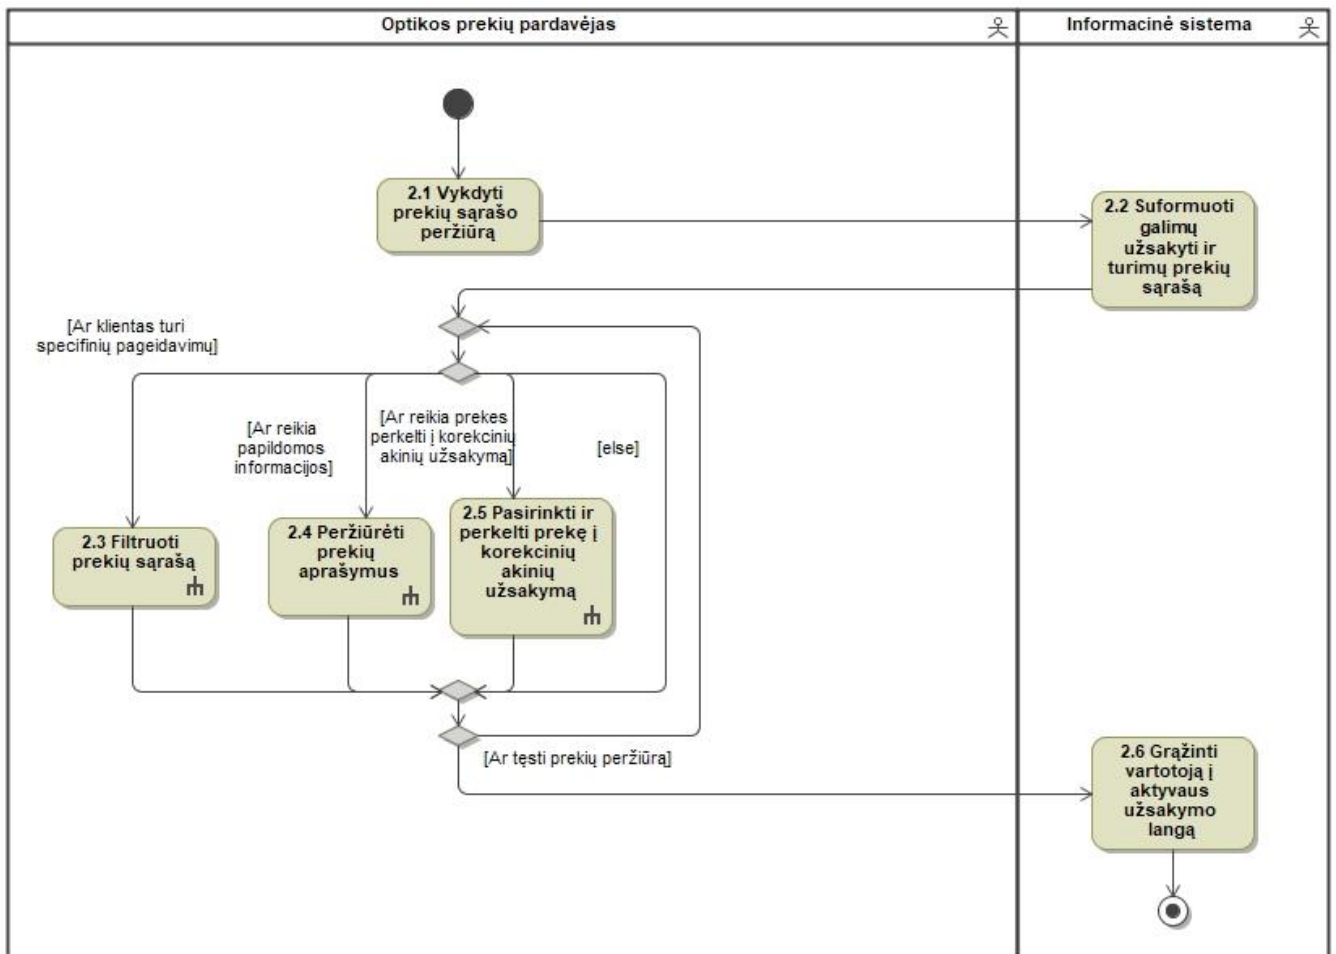 Optikos prekių pardavėjas
Informacinė sistema
2.1 Vykdyti
prekių sąrašo
peržiūrą
2.2 Suformuoti
galimų
užsakyti ir
turimų prekių
sąrašą
[Ar klientas turi
specifinių pageidavimų]
[Ar reikia
papildomos
informacijos]
[Ar reikia prekes
perkelti į korekcinių
akinių užsakymą]
[else]
2.3 Filtruoti
prekių sąrašą
2.4 Peržiūrėti
prekių
aprašymus
2.5 Pasirinkti ir
perkelti prekę į
korekcinių
akinių
užsakymą
[Ar tęsti prekių peržiūrą]
2.6 Grąžinti
vartotoją į
aktyvaus
užsakymo
langą